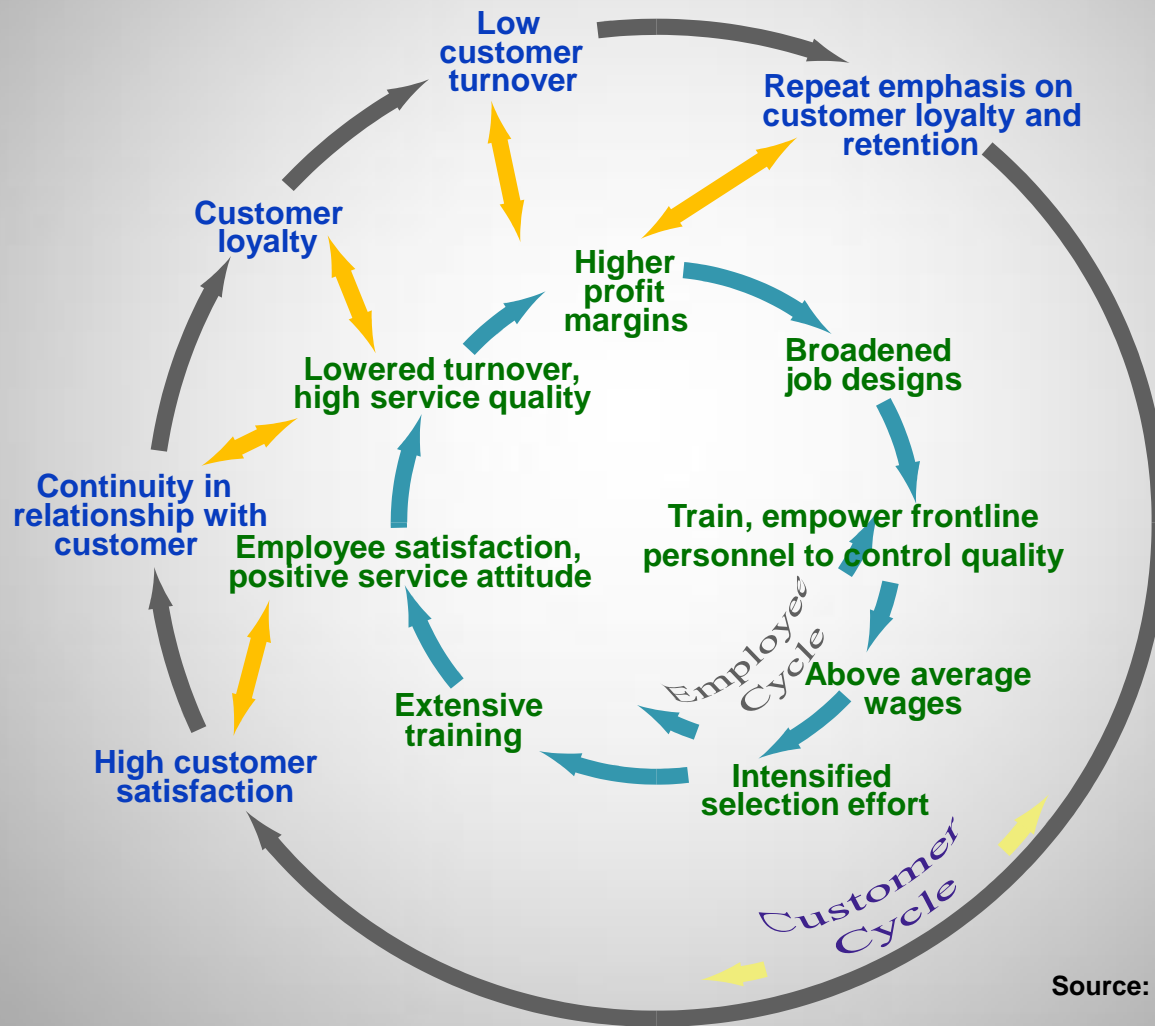 Low
customer
turnover
Repeat emphasis on
customer loyalty and
retention
Customer
loyalty
Higher
profit
margins
Broadened
job designs
Lowered turnover,
high service quality
Continuity in
relationship with
customer
Train, empower frontline
personnel to control quality
Employee satisfaction,
positive service attitude
Employee
Cycle
Above average
wages
Extensive
training
High customer
satisfaction
Intensified
selection effort
Customer
Cycle
Source: